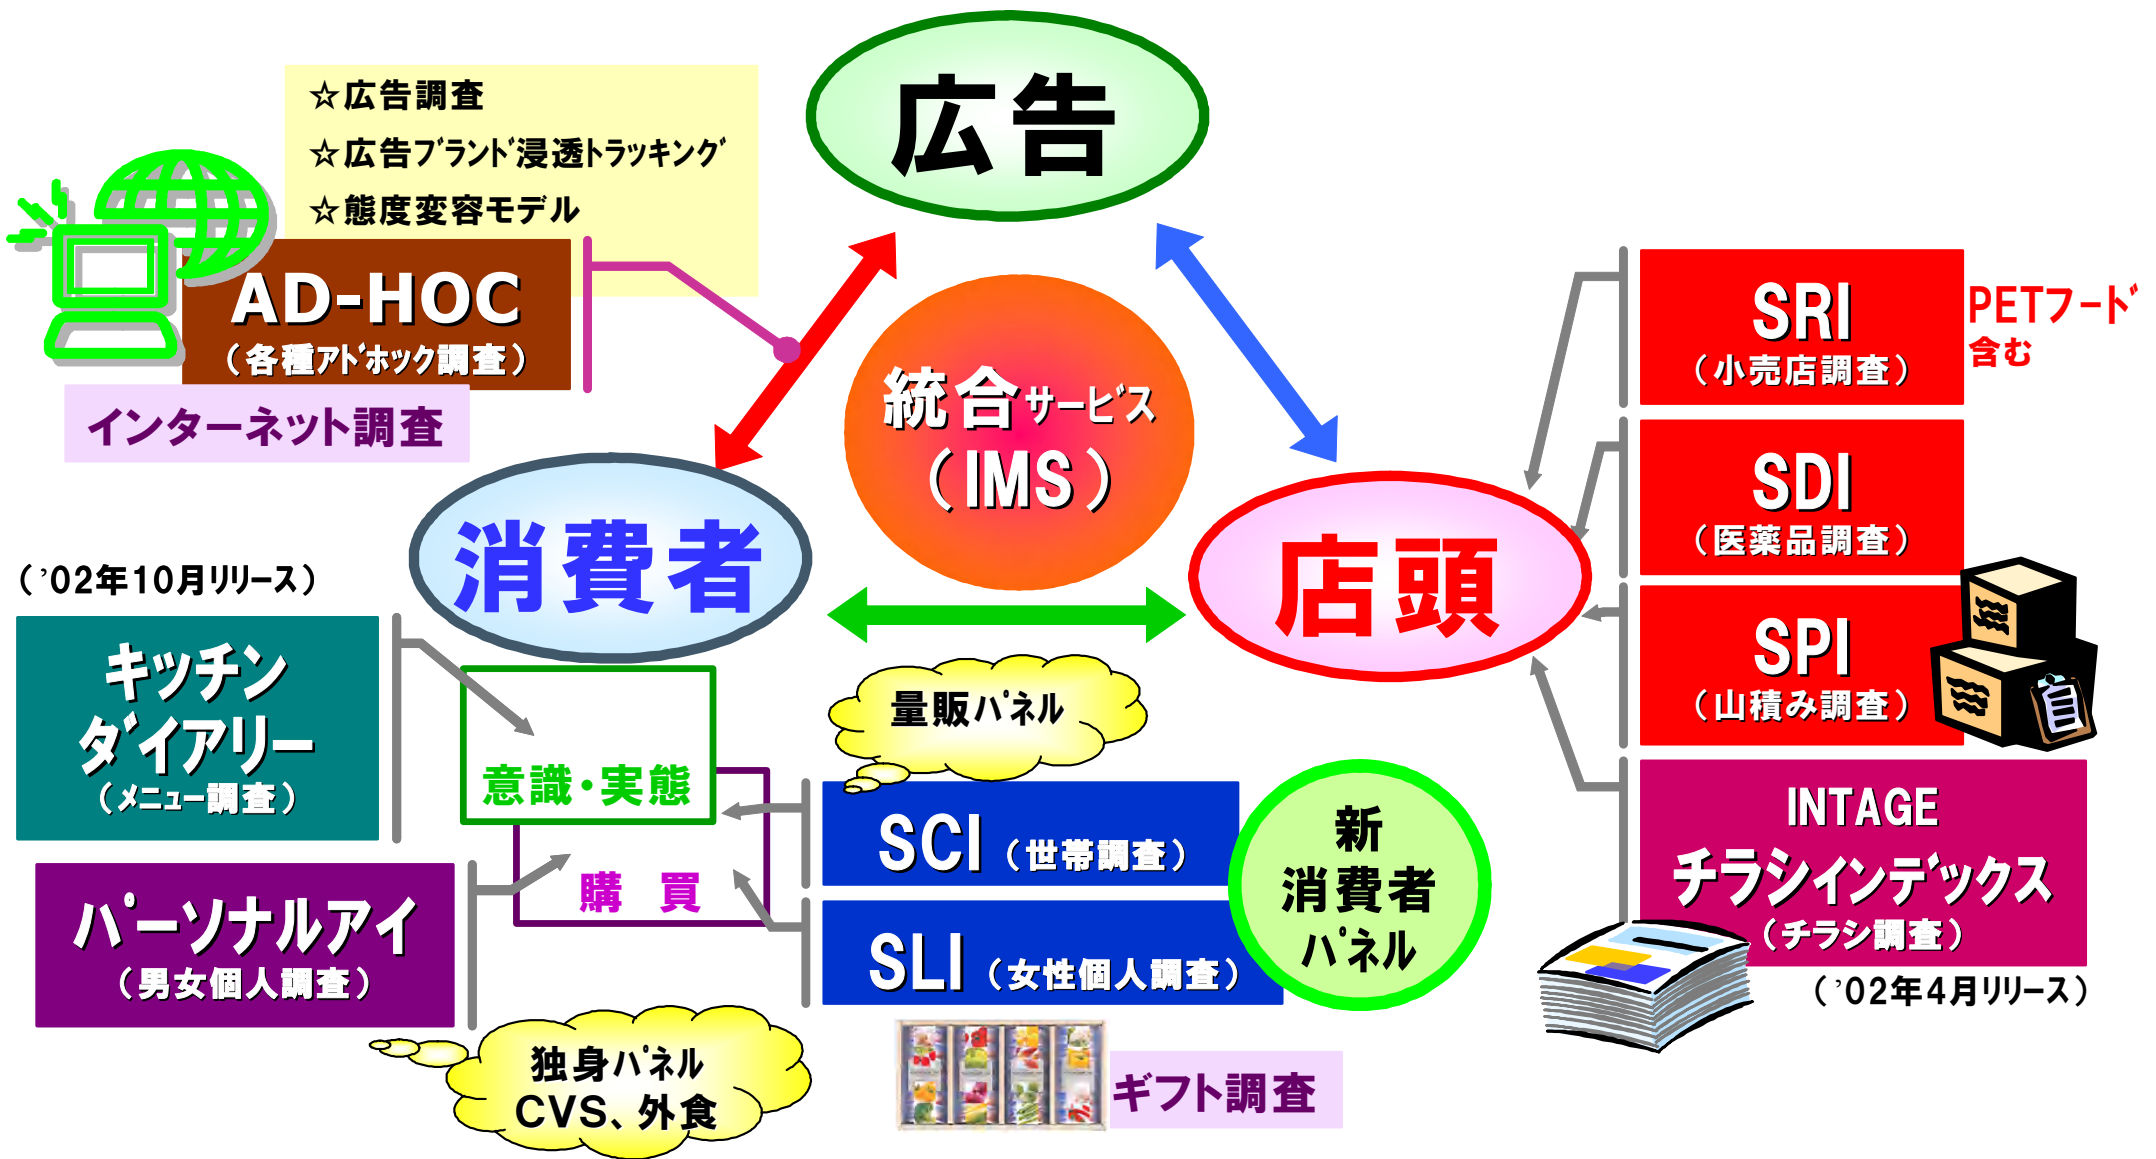 広告
☆広告調査
☆広告ﾌﾞﾗﾝﾄﾞ浸透ﾄﾗｯｷﾝｸﾞ
☆態度変容モデル
AD-HOC
（各種ｱﾄﾞﾎｯｸ調査）
インターネット調査
統合サービス
（IMS）
消費者
店頭
SRI
（小売店調査）
PETﾌｰﾄﾞ
含む
SDI
（医薬品調査）
SPI
（山積み調査）
INTAGE
チラシインデックス
（チラシ調査）
（’02年4月ﾘﾘｰｽ）
（’02年10月ﾘﾘｰｽ）
キッチン
ダイアリー
（ﾒﾆｭｰ調査）
パーソナルアイ
（男女個人調査）
意識・実態
購　買
量販ﾊﾟﾈﾙ
SCI（世帯調査）
SLI（女性個人調査）
新
消費者
ﾊﾟﾈﾙ
独身ﾊﾟﾈﾙ
CVS、外食
ギフト調査